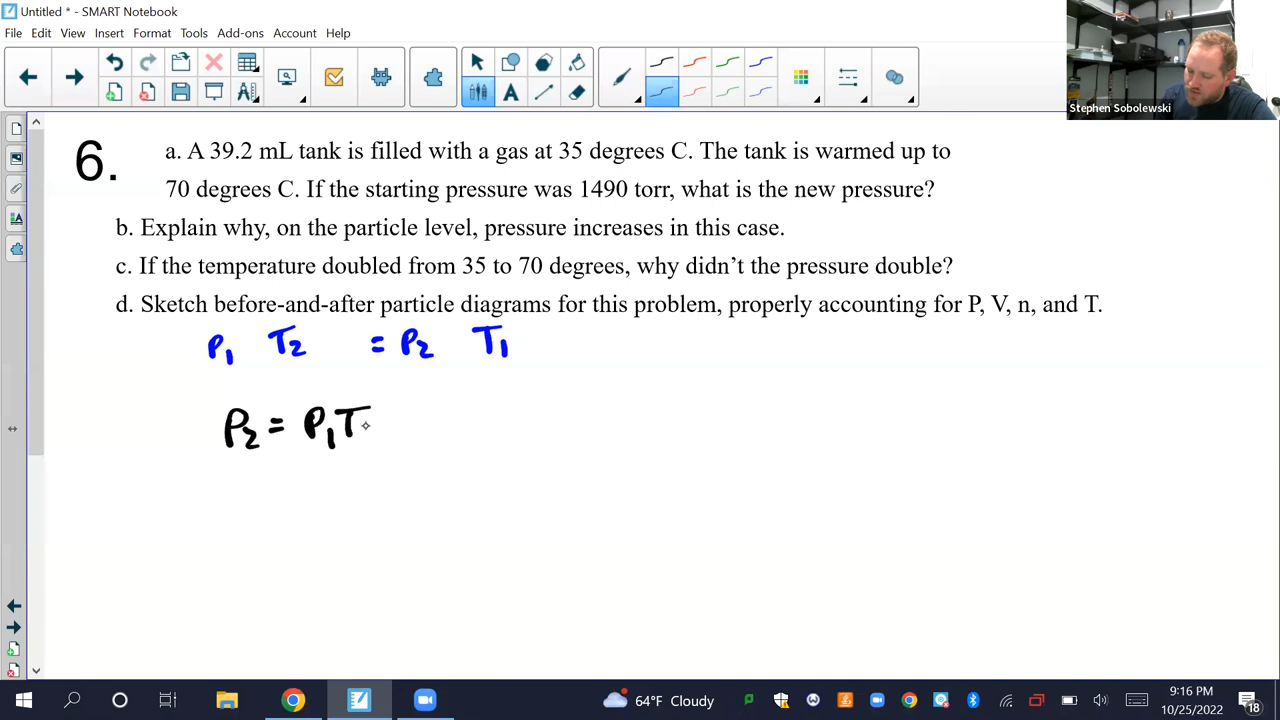 Untitled * - SMART Notebook
File Edit View Insert Format Tools Add-ons Account Help
Stephen Sobolewski
6.
a. A 39.2 mL tank is filled with a gas at 35 degrees C. The tank is warmed up to
70 degrees C. If the starting pressure was 1490 torr, what is the new pressure?
b. Explain why, on the particle level, pressure increases in this case.
c. If the temperature doubled from 35 to 70 degrees, why didn’t the pressure double?
d. Sketch before-and-after particle diagrams for this problem, properly accounting for P, V, n, and T.
P₁ T₂ = P₂ T₁
P₂ = P₁T
64°F Cloudy
9:16 PM
10/25/2022
18